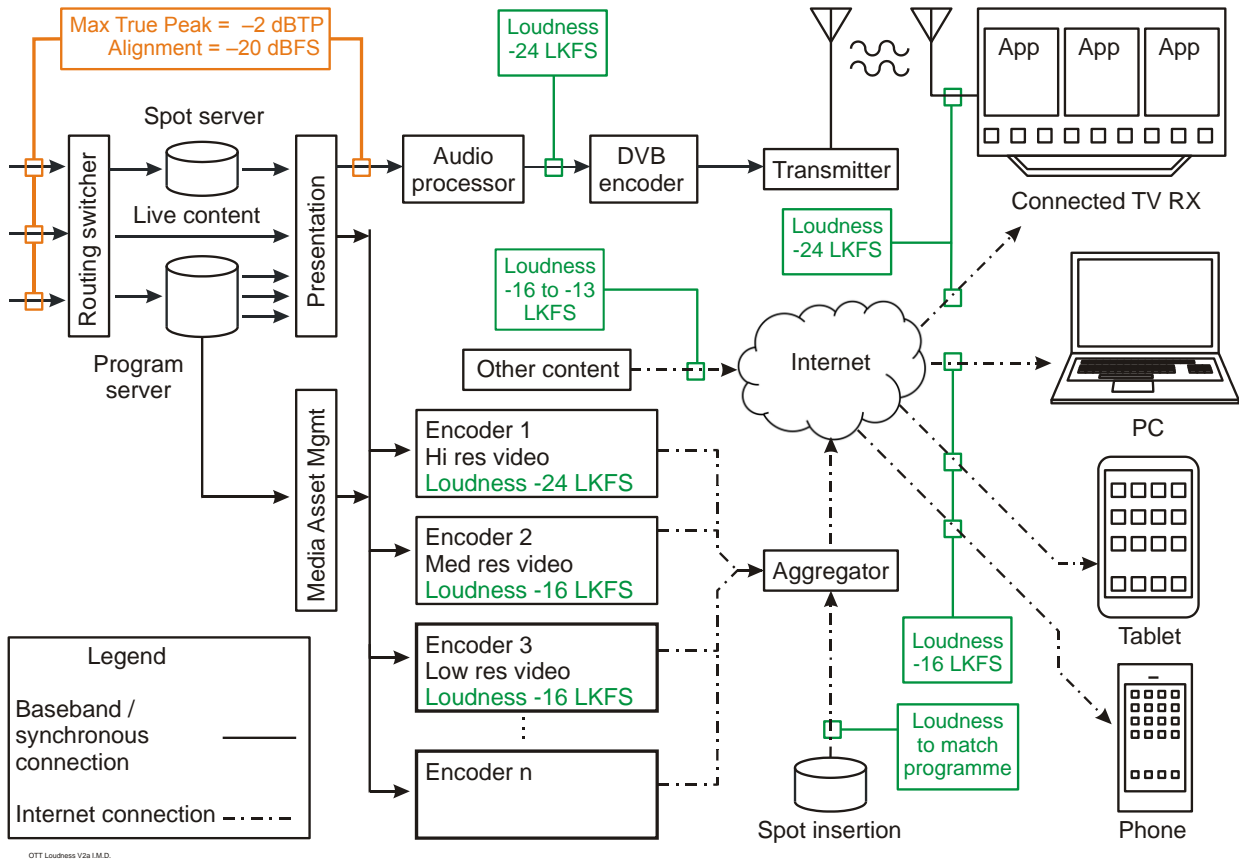 Max True Peak = –2 dBTP
Alignment = –20 dBFS
Loudness
-24 LKFS
App
App
App
Spot server
Routing switcher
Live content
Presentation
Audio
processor
DVB
encoder
Transmitter
Connected TV RX
Loudness
-24 LKFS
Loudness
-16 to -13
LKFS
Program
server
Other content
Internet
PC
Media Asset Mgmt
Encoder 1
Hi res video
Loudness -24 LKFS
Encoder 2
Med res video
Loudness -16 LKFS
Aggregator
Tablet
Encoder 3
Low res video
Loudness -16 LKFS
Loudness
-16 LKFS
Legend
Baseband /
synchronous
connection
Internet connection
Encoder n
Loudness
to match
programme
Spot insertion
Phone
OTT Loudness V2a I.M.D.